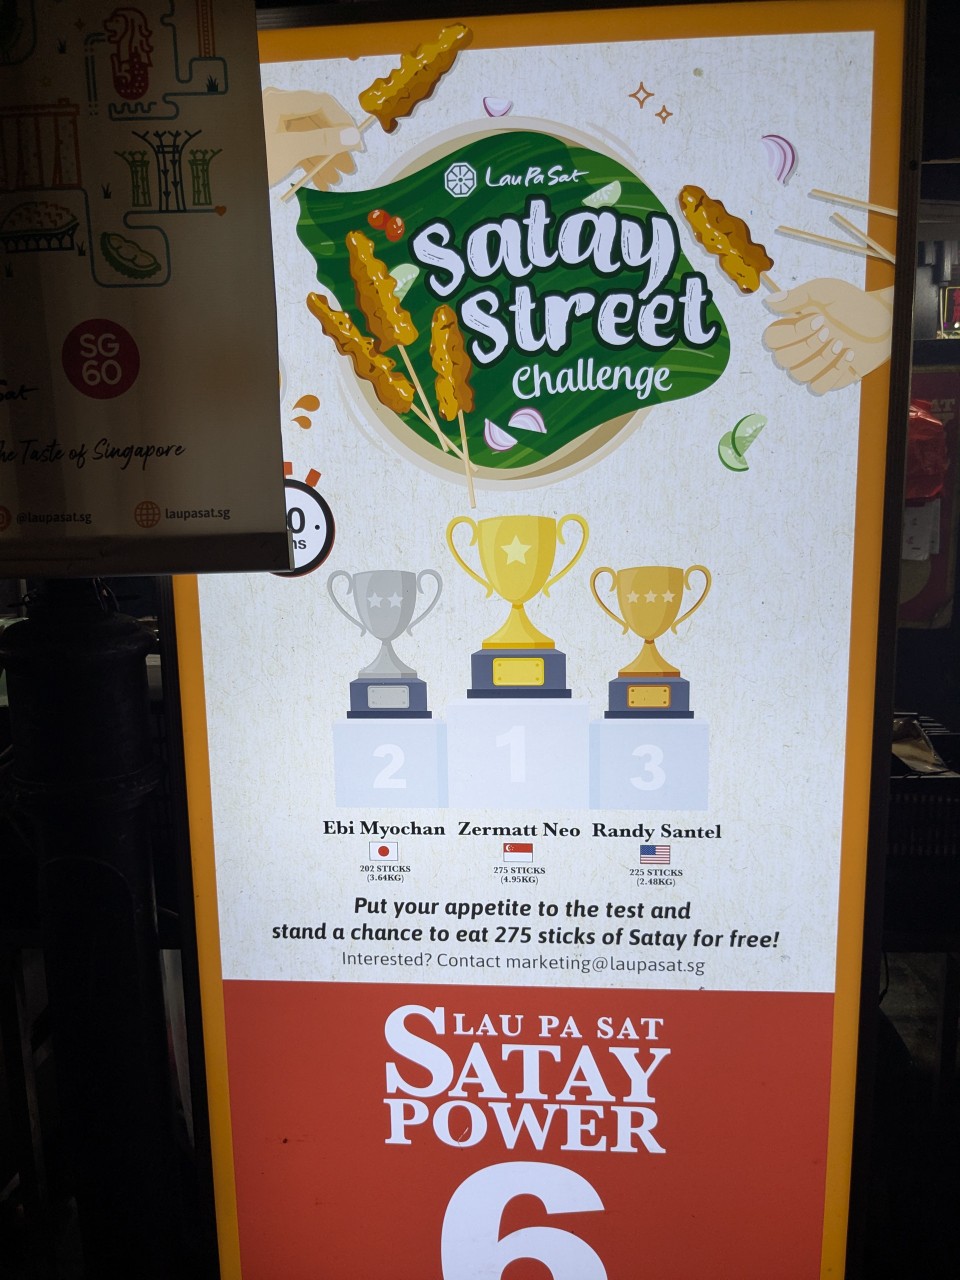 SG
60
Taste of Singapore
@laupasat.sg
laupasat.sg
Lau Pa Sat
Satay
Street
Challenge
2
1
3
Ebi Myochan
202 STICKS
(3.64KG)
Zermatt Neo
275 STICKS
(4.95KG)
Randy Santel
225 STICKS
(2.48KG)
Put your appetite to the test and
stand a chance to eat 275 sticks of Satay for free!
Interested? Contact marketing@laupasat.sg
LAU PA SAT
SATAY
POWER
6